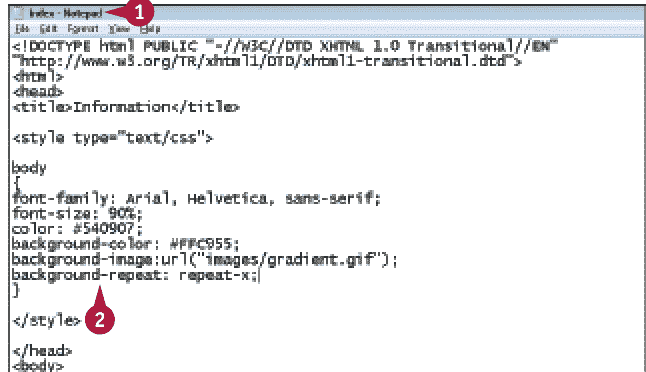 index - Notepad
1
File Edit Format View Help
<!DOCTYPE html PUBLIC "-//W3C//DTD XHTML 1.0 Transitional//EN"
"http://www.w3.org/TR/xhtml1/DTD/xhtml1-transitional.dtd">
<html>
<head>
<title>Information</title>
<style type="text/css">
body
{
font-family: Arial, Helvetica, sans-serif;
font-size: 90%;
color: #540907;
background-color: #FFC955;
background-image:url("images/gradient.gif");
background-repeat: repeat-x;
}
</style>
2
</head>
<body>